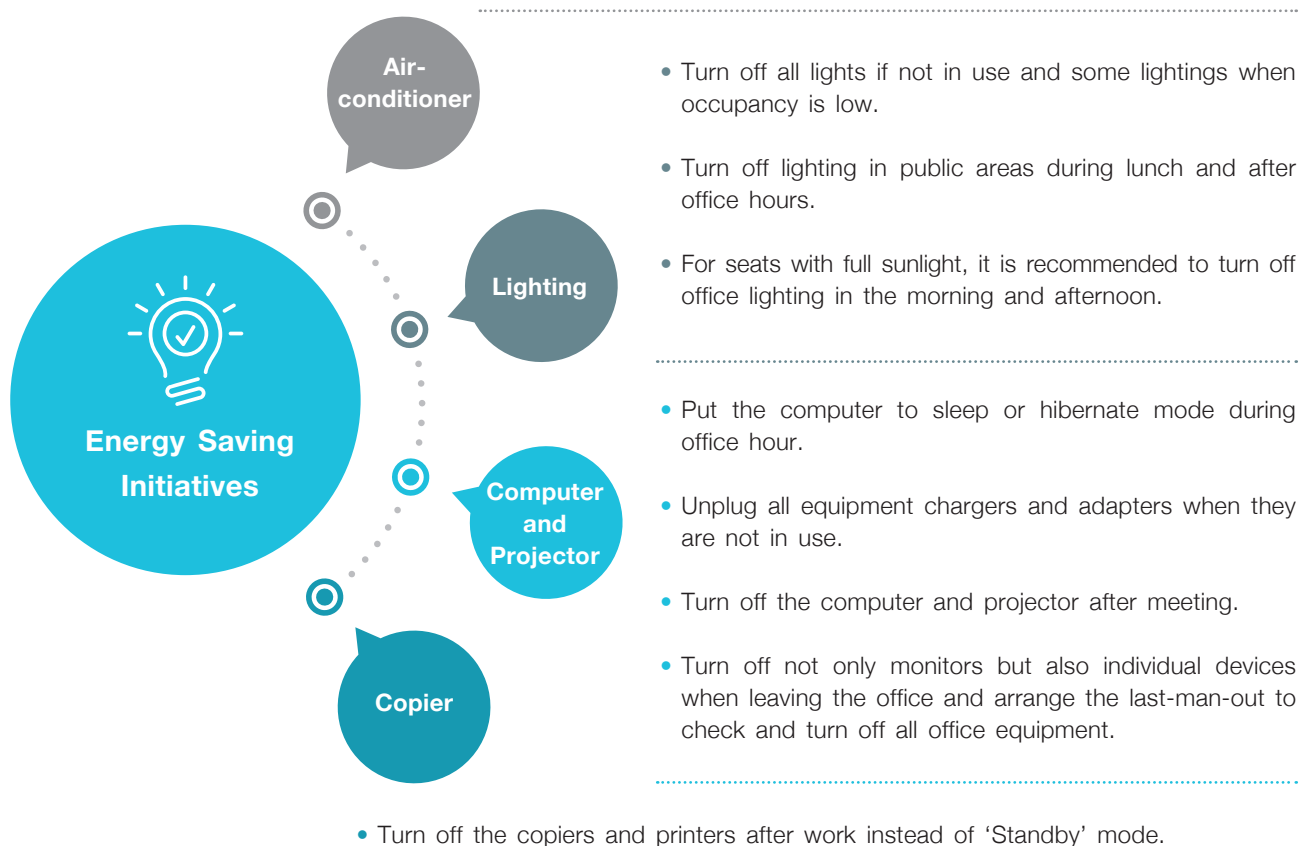 Air-
conditioner
• Turn off all lights if not in use and some lightings when
occupancy is low.
• Turn off lighting in public areas during lunch and after
office hours.
• For seats with full sunlight, it is recommended to turn off
office lighting in the morning and afternoon.
Lighting
Energy Saving
Initiatives
• Put the computer to sleep or hibernate mode during
office hour.
• Unplug all equipment chargers and adapters when they
are not in use.
• Turn off the computer and projector after meeting.
• Turn off not only monitors but also individual devices
when leaving the office and arrange the last-man-out to
check and turn off all office equipment.
Computer
and
Projector
Copier
• Turn off the copiers and printers after work instead of ‘Standby’ mode.